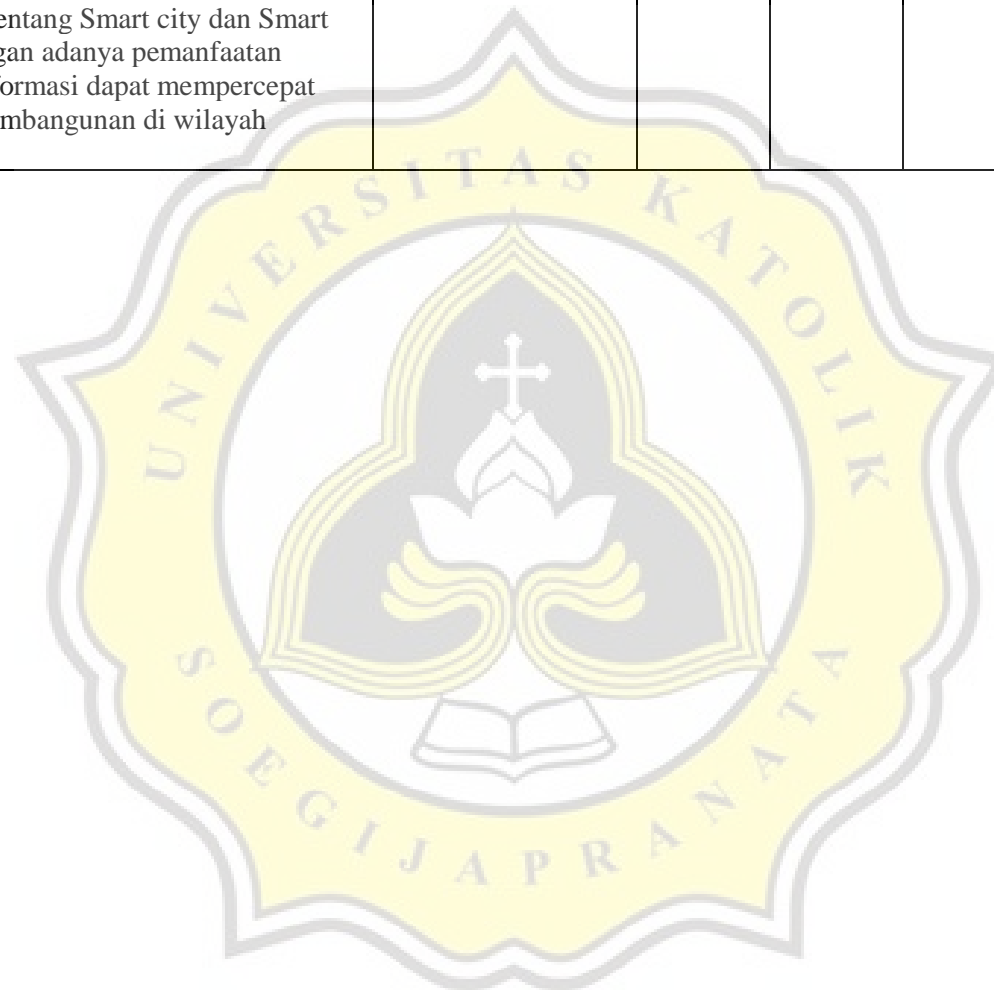 entang Smart city dan Smart
gan adanya pemanfaatan
formasi dapat mempercepat
mbangunan di wilayah
UNIVERSITAS KATOLIK
SOEGIJAPRANATA